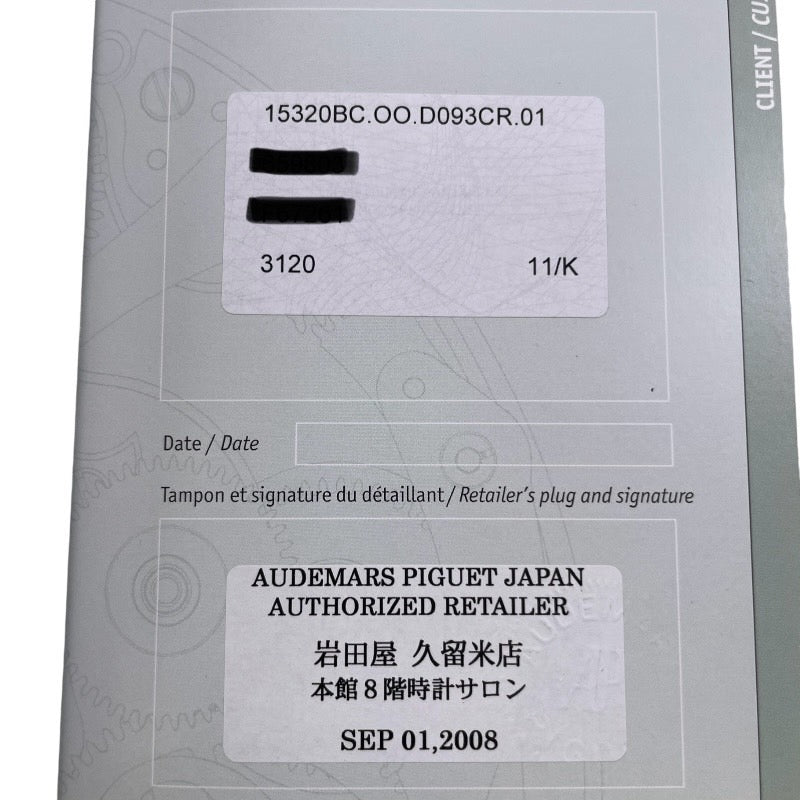 CLIENT / CU
15320BC.OO.D093CR.01
3120 11/K
Date / Date
Tampon et signature du détaillant / Retailer's plug and signature
AUDEMARS PIGUET JAPAN
AUTHORIZED RETAILER
岩田屋 久留米店
本館8階時計サロン
SEP 01,2008